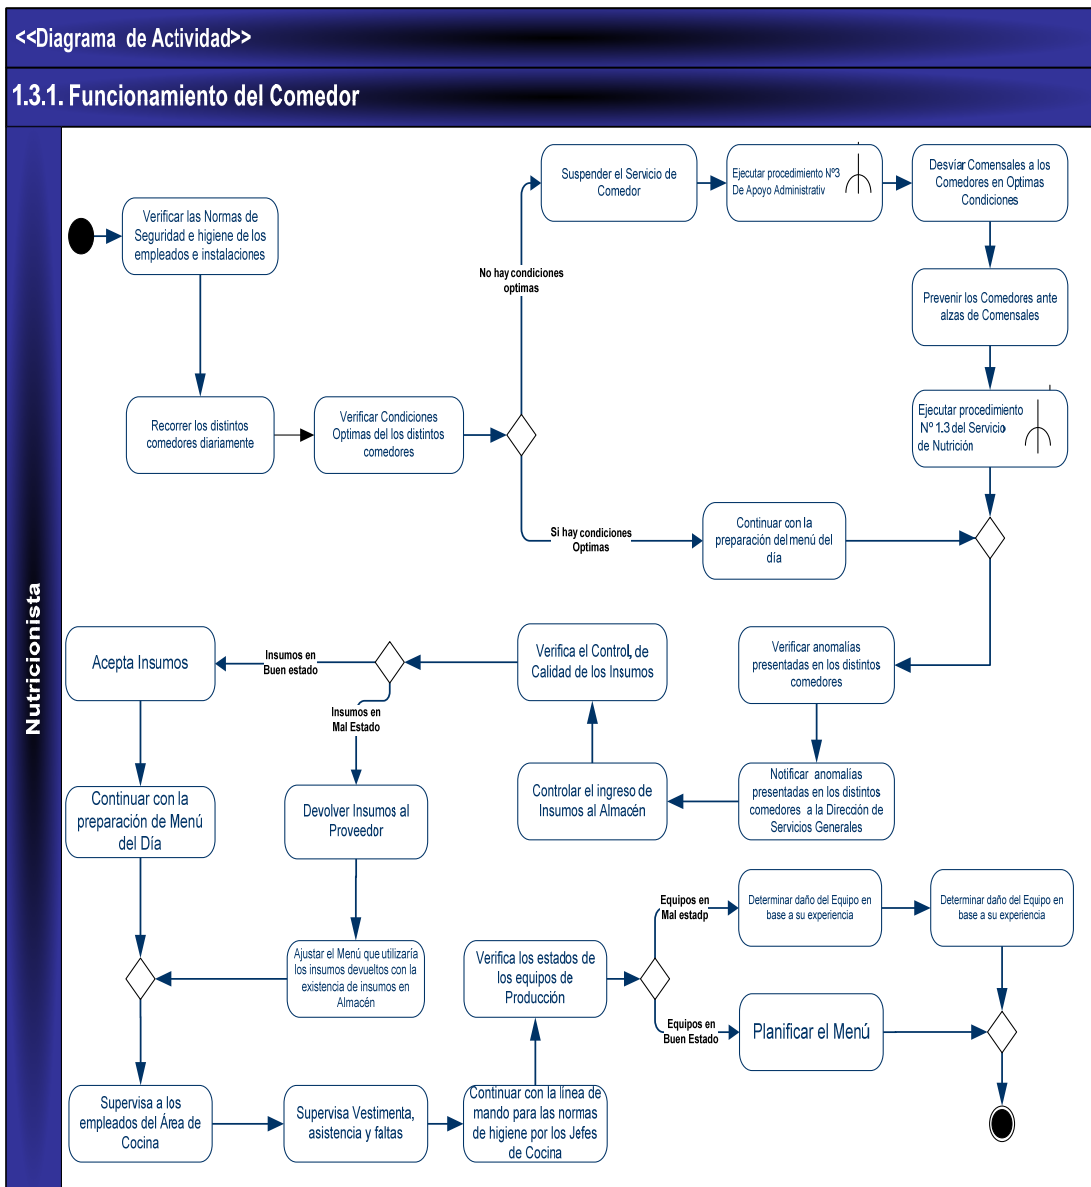 <<Diagrama de Actividad>>
1.3.1. Funcionamiento del Comedor
Nutricionista
Verificar las Normas de
Seguridad e higiene de los
empleados e instalaciones
Recorrer los distintos
comedores diariamente
Verificar Condiciones
Optimas del los distintos
comedores
No hay condiciones
optimas
Suspender el Servicio de
Comedor
Ejecutar procedimiento Nº3
De Apoyo Administrativ
Desvíar Comensales a los
Comedores en Optimas
Condiciones
Prevenir los Comedores ante
alzas de Comensales
Ejecutar procedimiento
Nº 1.3 del Servicio
de Nutrición
Si hay condiciones
Optimas
Continuar con la
preparación del menú del
día
Verificar anomalías
presentadas en los distintos
comedores
Notificar anomalías
presentadas en los distintos
comedores a la Dirección de
Servicios Generales
Controlar el ingreso de
Insumos al Almacén
Verifica el Control, de
Calidad de los Insumos
Insumos en
Buen estado
Acepta Insumos
Insumos en
Mal Estado
Continuar con la
preparación de Menú
del Día
Devolver Insumos al
Proveedor
Ajustar el Menú que utilizaría
los insumos devueltos con la
existencia de insumos en
Almacén
Supervisa a los
empleados del Área de
Cocina
Supervisa Vestimenta,
asistencia y faltas
Continuar con la línea de
mando para las normas
de higiene por los Jefes
de Cocina
Verifica los estados de
los equipos de
Producción
Equipos en
Mal estadp
Determinar daño del Equipo en
base a su experiencia
Determinar daño del Equipo en
base a su experiencia
Equipos en
Buen Estado
Planificar el Menú